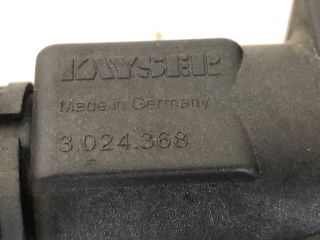 KAYSER
Made in Germany
3.024.368